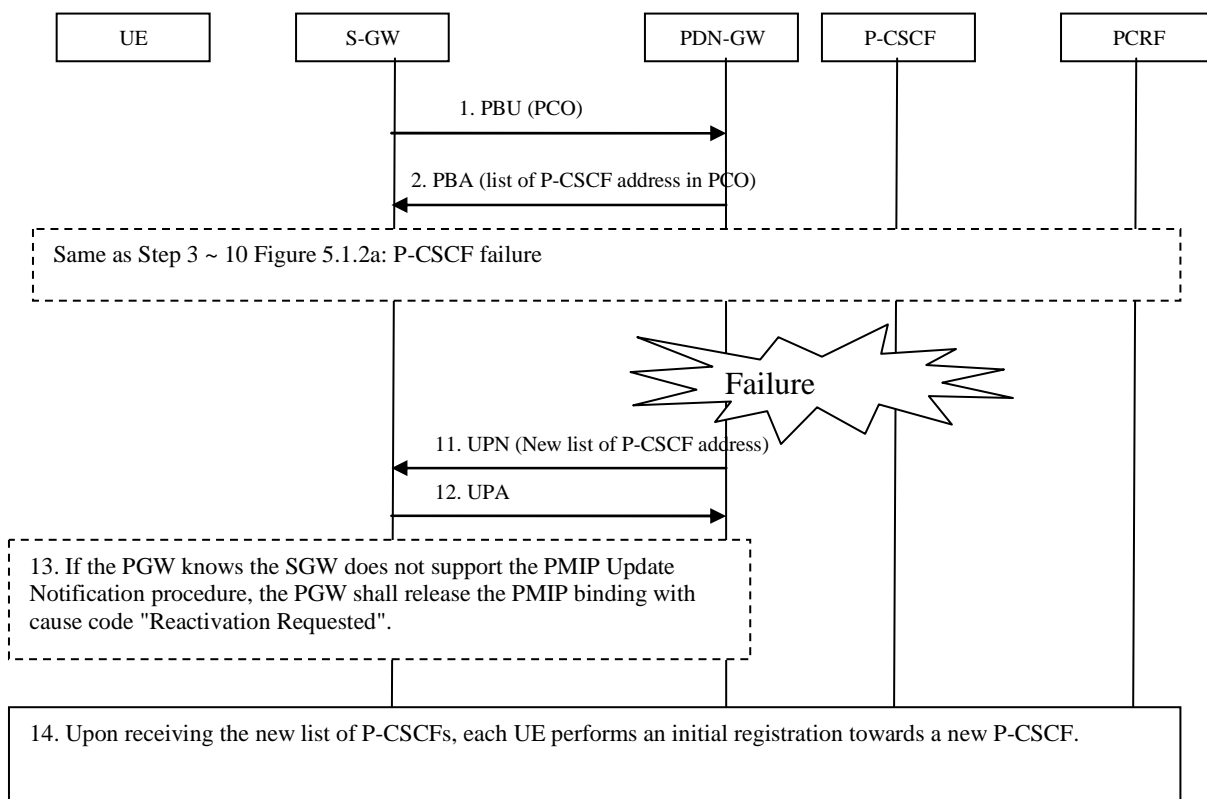 UE
S-GW
PDN-GW
P-CSCF
PCRF
1. PBU (PCO)
2. PBA (list of P-CSCF address in PCO)
Same as Step 3 ~ 10 Figure 5.1.2a: P-CSCF failure
Failure
11. UPN (New list of P-CSCF address)
12. UPA
13. If the PGW knows the SGW does not support the PMIP Update
Notification procedure, the PGW shall release the PMIP binding with
cause code "Reactivation Requested".
14. Upon receiving the new list of P-CSCFs, each UE performs an initial registration towards a new P-CSCF.